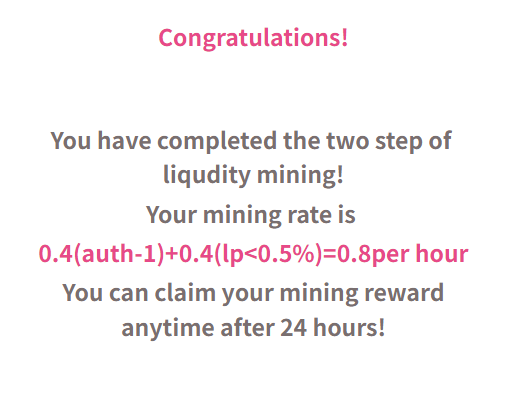 Congratulations!
You have completed the two step of
liqudity mining!
Your mining rate is
0.4(auth-1)+0.4(lp<0.5%)=0.8per hour
You can claim your mining reward
anytime after 24 hours!